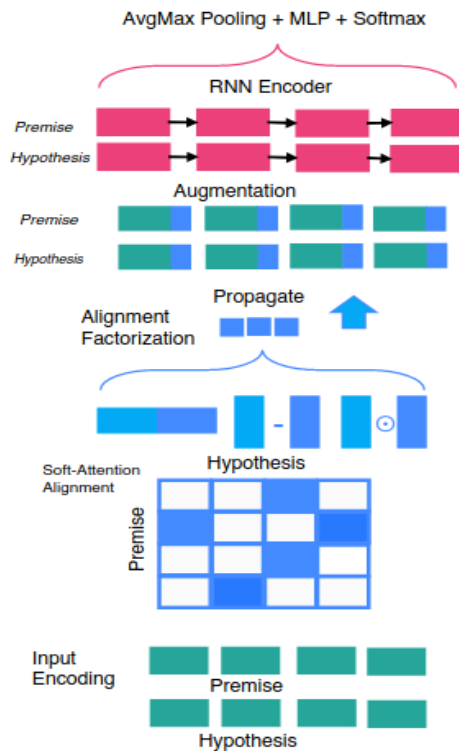 AvgMax Pooling + MLP + Softmax
RNN Encoder
Premise
Hypothesis
Augmentation
Premise
Hypothesis
Propagate
Alignment
Factorization
-
⊙
Hypothesis
Soft-Attention
Alignment
Premise
Input
Encoding
Premise
Hypothesis